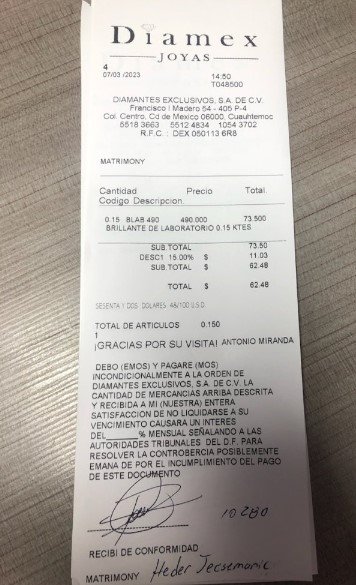 Diamex
JOYAS
4
07/03 /2023 14:50
T048500
DIAMANTES EXCLUSIVOS, S.A. DE C.V.
Francisco I Madero 54 - 405 P-4
Col. Centro, Cd de Mexico 06000, Cuauhtemoc
5518 3663 5512 4834 1054 3702
R.F.C. : DEX 050113 6R8
MATRIMONY
Cantidad Precio Total.
Codigo Descripcion.
0.15 BLAB 490 490.000 73.500
BRILLANTE DE LABORATORIO 0.15 KTES
SUB.TOTAL 73.50
DESC1 15.00% $ 11.03
SUB.TOTAL $ 62.48
TOTAL $ 62.48
SESENTA Y DOS DOLARES 48/100 U.S.D.
TOTAL DE ARTICULOS 0.150
1
¡GRACIAS POR SU VISITA! ANTONIO MIRANDA
DEBO (EMOS) Y PAGARE (MOS)
INCONDICIONALMENTE A LA ORDEN DE
DIAMANTES EXCLUSIVOS, S.A. DE C.V. LA
CANTIDAD DE MERCANCIAS ARRIBA DESCRITA
Y RECIBIDA A MI (NUESTRA) ENTERA
SATISFACCION DE NO LIQUIDARSE A SU
VENCIMIENTO CAUSARA UN INTERES
DEL______% MENSUAL SEÑALANDO A LAS
AUTORIDADES TRIBUNALES DEL D.F. PARA
RESOLVER LA CONTROBERCIA POSIBLEMENTE
EMANA DE POR EL INCUMPLIMIENTO DEL PAGO
DE ESTE DOCUMENTO
10280
RECIBI DE CONFORMIDAD
MATRIMONY Heder